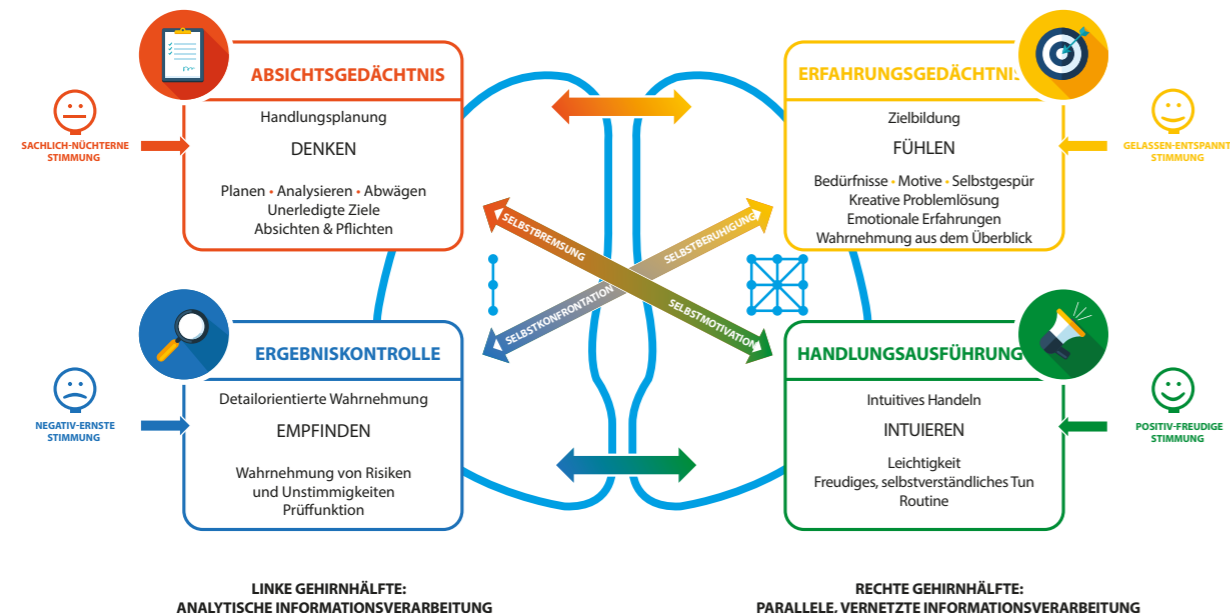 ABSICHTSGEDÄCHTNIS
Handlungsplanung
DENKEN
Planen • Analysieren • Abwägen
Unerledigte Ziele
Absichten & Pflichten
SACHLICH-NÜCHTERNE
STIMMUNG
ERFAHRUNGSGEDÄCHTNI
Zielbildung
FÜHLEN
Bedürfnisse • Motive • Selbstgespür
Kreative Problemlösung
Emotionale Erfahrungen
Wahrnehmung aus dem Überblick
GELASSEN-ENTSPANNT
STIMMUNG
SELBSTBREMSUNG
SELBSTBERUHIGUNG
SELBSTKONFRONTATION
SELBSTMOTIVATION
ERGEBNISKONTROLLE
Detailorientierte Wahrnehmung
EMPFINDEN
Wahrnehmung von Risiken
und Unstimmigkeiten
Prüffunktion
NEGATIV-ERNSTE
STIMMUNG
HANDLUNGSAUSFÜHRUNG
Intuitives Handeln
INTUIEREN
Leichtigkeit
Freudiges, selbstverständliches Tun
Routine
POSITIV-FREUDIGE
STIMMUNG
LINKE GEHIRNHÄLFTE:
ANALYTISCHE INFORMATIONSVERARBEITUNG
RECHTE GEHIRNHÄLFTE:
PARALLELE, VERNETZTE INFORMATIONSVERARBEITUNG